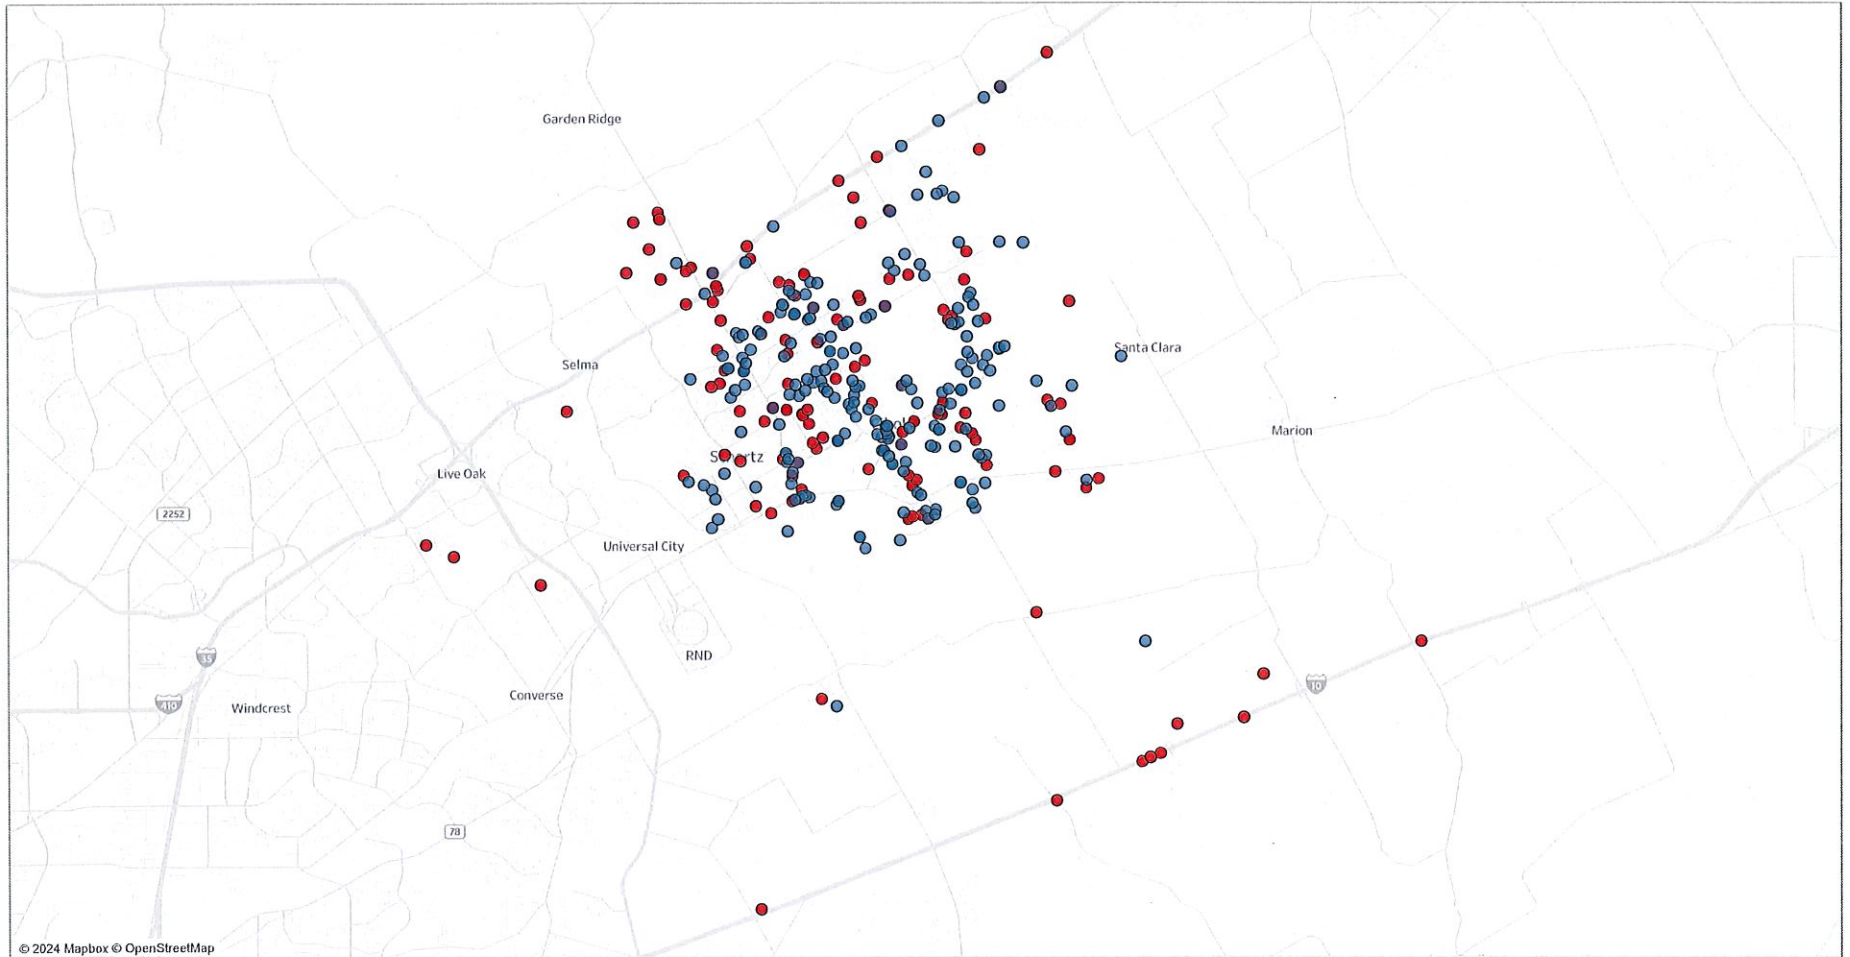 Garden Ridge
Santa Clara
Selma
Marion
Live Oak
2252
Universal City
RND
35
10
Converse
410
Windcrest
78
© 2024 Mapbox © OpenStreetMap